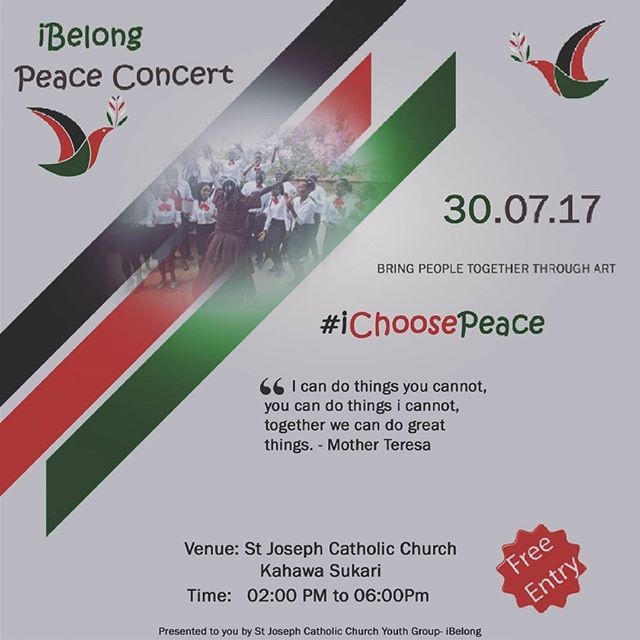 iBelong
Peace Concert
30.07.17
BRING PEOPLE TOGETHER THROUGH ART
#iChoosePeace
“ I can do things you cannot,
you can do things i cannot,
together we can do great
things. - Mother Teresa
Venue: St Joseph Catholic Church
Kahawa Sukari
Time: 02:00 PM to 06:00Pm
Free
Entry
Presented to you by St Joseph Catholic Church Youth Group- iBelong